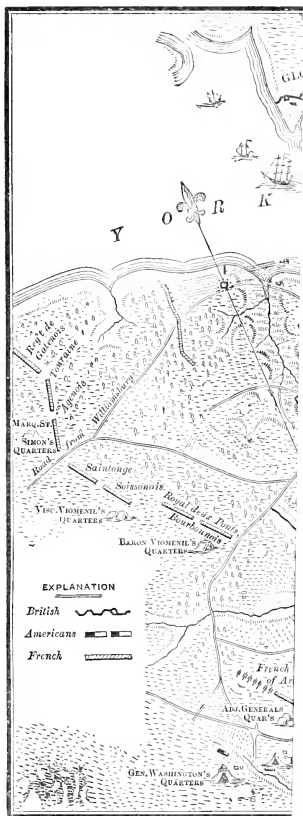 GLO
Y O R K
Reg't de
Gatenois
Touraine
Agenois
MARQ. ST.
SIMON'S
QUARTERS
Road from Williamsburg
Saintonge
Soissonois
VISC. VIOMENIL'S
QUARTERS
Royal deux Ponts
Bourbonnois
BARON VIOMENIL'S
QUARTERS
EXPLANATION
British
Americans
French
French
of Ar
ADJ. GENERALS
QUAR'S
GEN. WASHINGTON'S
QUARTERS